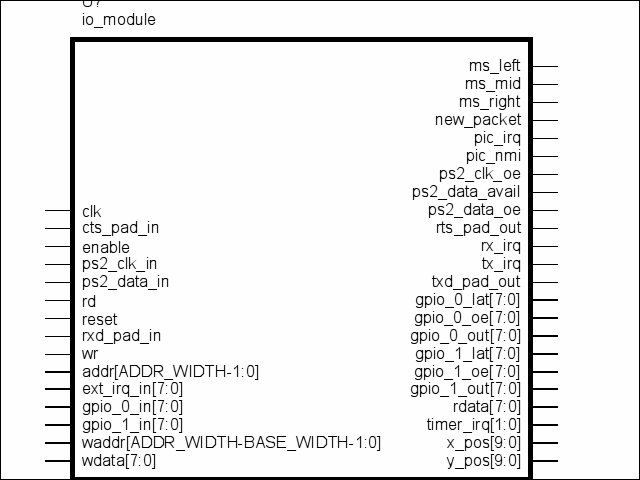 U?
io_module
ms_left
ms_mid
ms_right
new_packet
pic_irq
pic_nmi
ps2_clk_oe
ps2_data_avail
clk
ps2_data_oe
cts_pad_in
rts_pad_out
enable
rx_irq
ps2_clk_in
tx_irq
ps2_data_in
txd_pad_out
rd
gpio_0_lat[7:0]
reset
gpio_0_oe[7:0]
rxd_pad_in
gpio_0_out[7:0]
wr
gpio_1_lat[7:0]
addr[ADDR_WIDTH-1:0]
gpio_1_oe[7:0]
ext_irq_in[7:0]
gpio_1_out[7:0]
gpio_0_in[7:0]
rdata[7:0]
gpio_1_in[7:0]
timer_irq[1:0]
waddr[ADDR_WIDTH-BASE_WIDTH-1:0]
x_pos[9:0]
wdata[7:0]
y_pos[9:0]